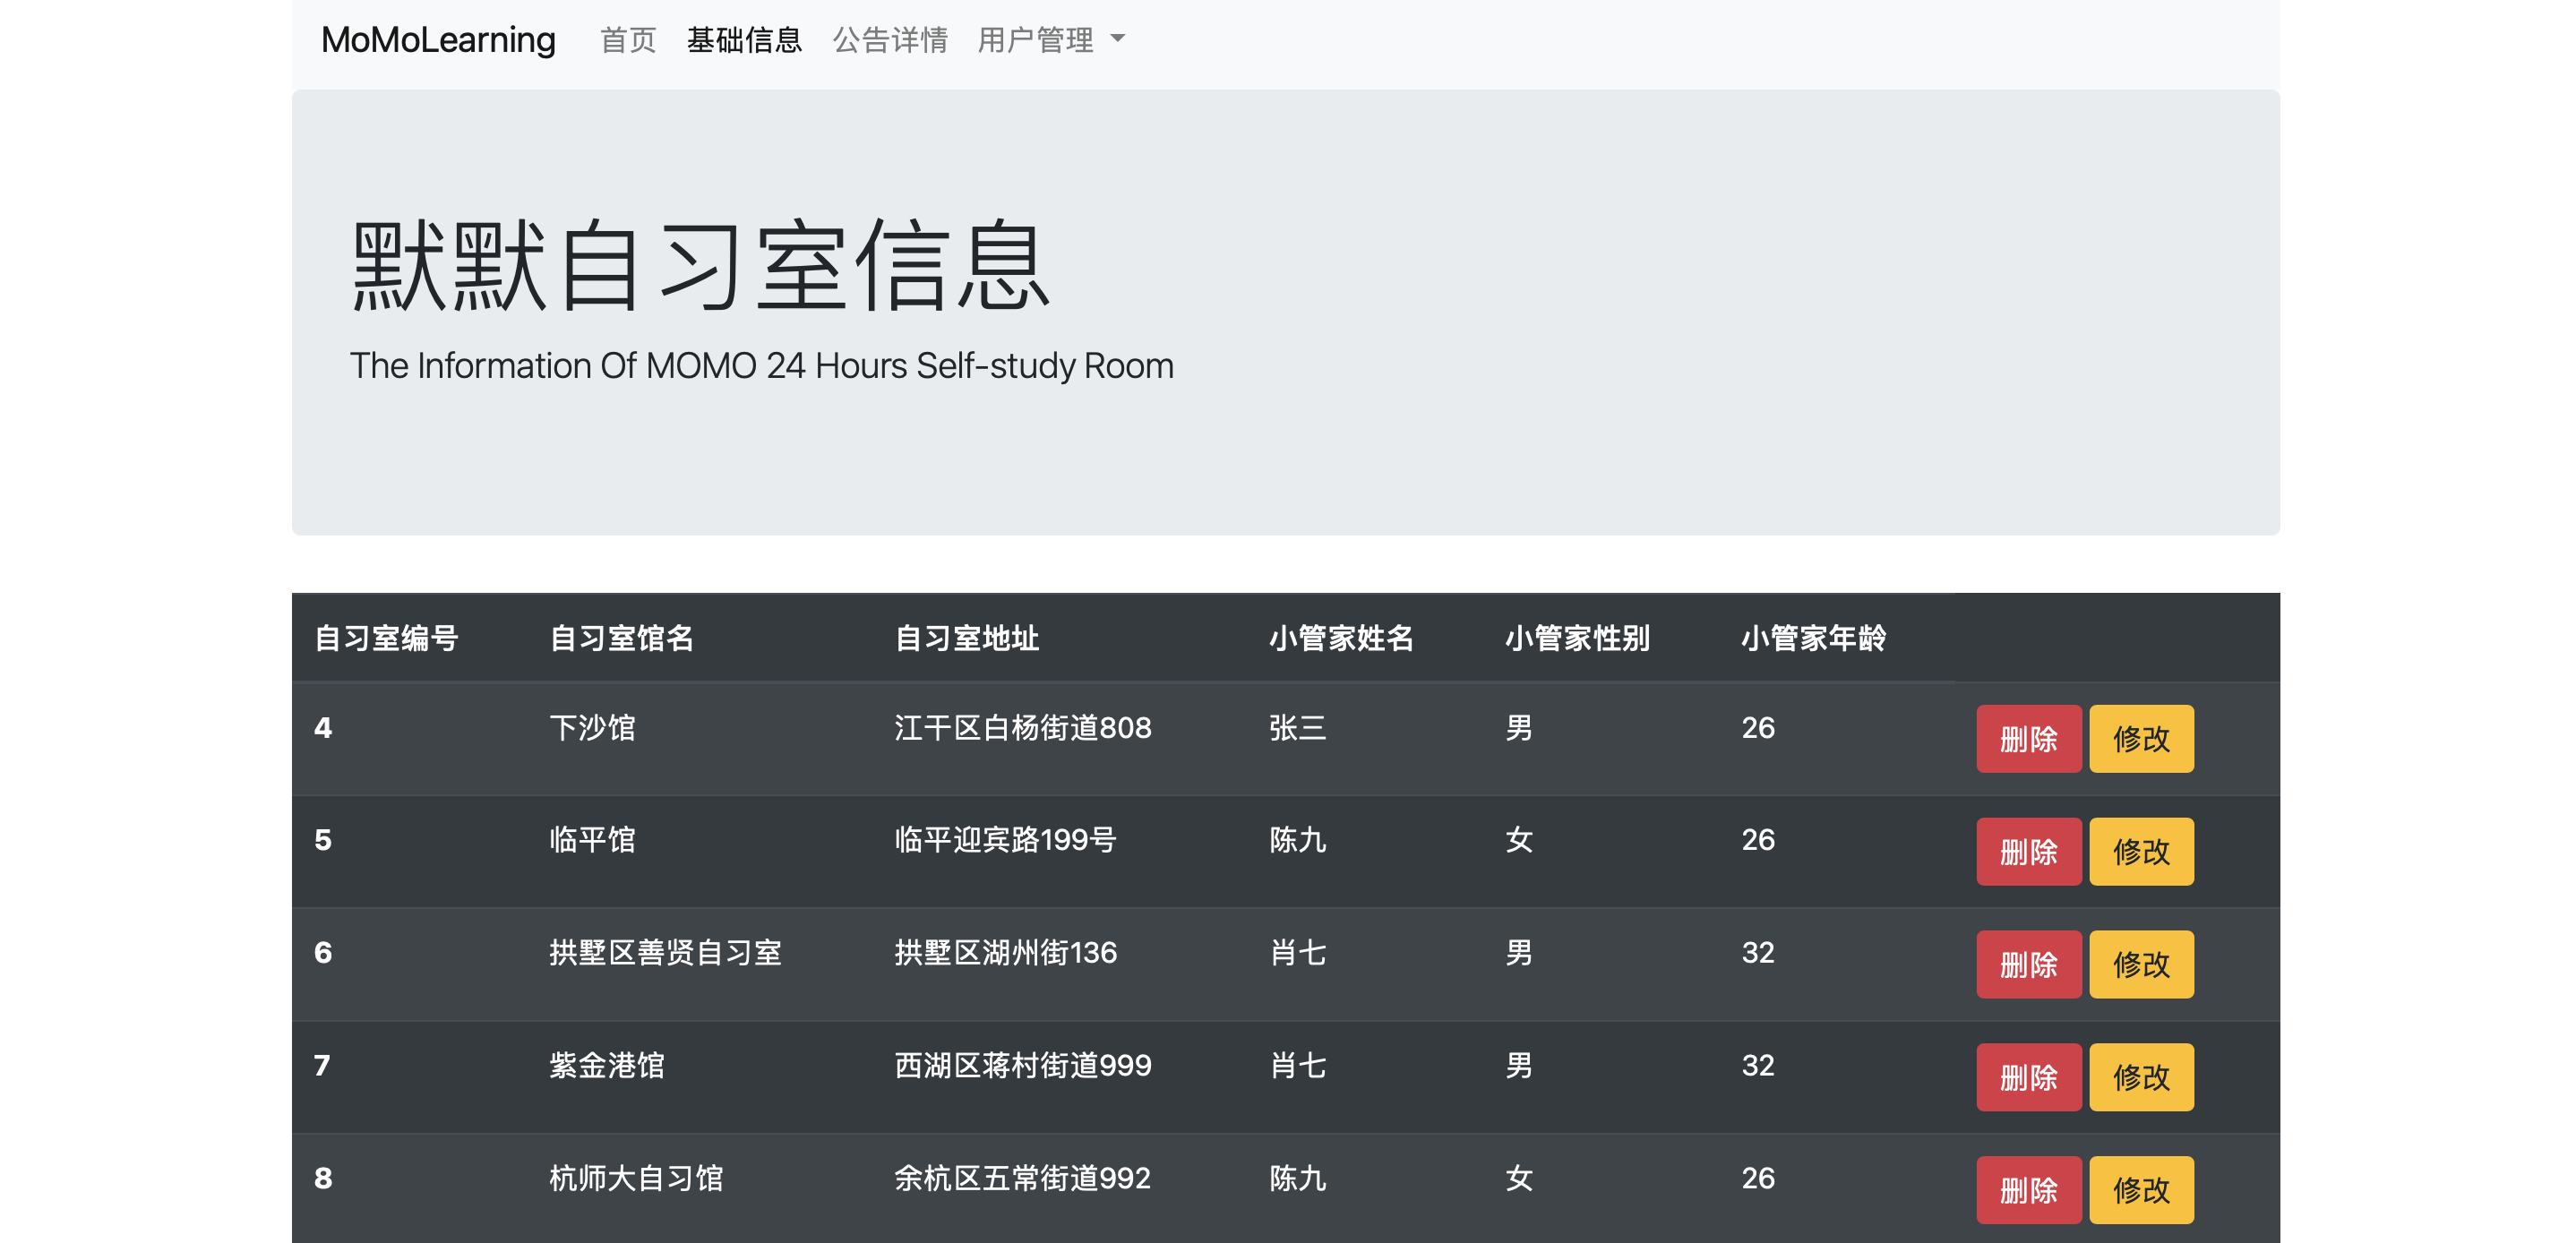 MoMoLearning 首页 基础信息 公告详情 用户管理
默默自习室信息
The Information Of MOMO 24 Hours Self-study Room
自习室编号 自习室馆名 自习室地址 小管家姓名 小管家性别 小管家年龄
4 下沙馆 江干区白杨街道808 张三 男 26 删除 修改
5 临平馆 临平迎宾路199号 陈九 女 26 删除 修改
6 拱墅区善贤自习室 拱墅区湖州街136 肖七 男 32 删除 修改
7 紫金港馆 西湖区蒋村街道999 肖七 男 32 删除 修改
8 杭师大自习馆 余杭区五常街道992 陈九 女 26 删除 修改